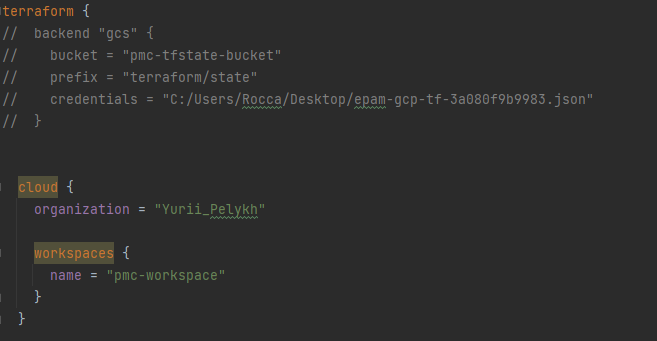 terraform {
//  backend "gcs" {
//    bucket = "pmc-tfstate-bucket"
//    prefix = "terraform/state"
//    credentials = "C:/Users/Rocca/Desktop/epam-gcp-tf-3a080f9b9983.json"
//  }
  cloud {
    organization = "Yurii_Pelykh"
    workspaces {
      name = "pmc-workspace"
    }
  }